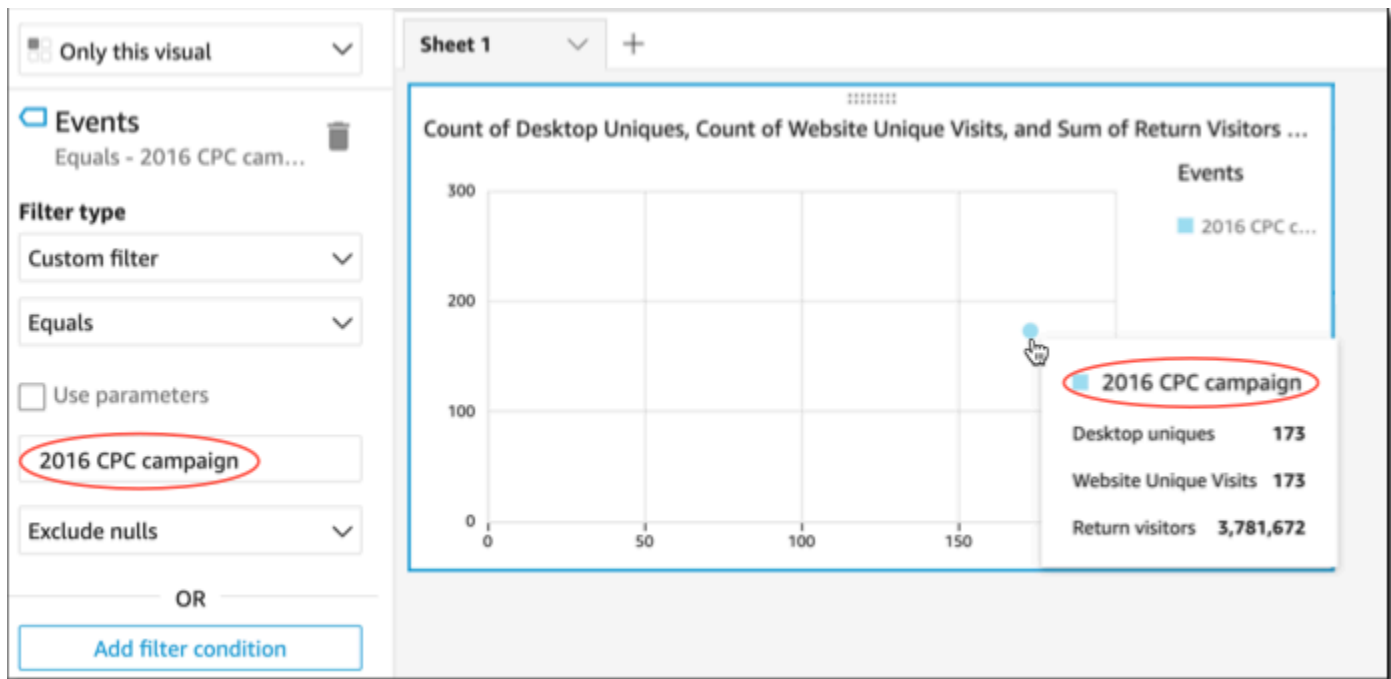 Only this visual
Events
Equals - 2016 CPC cam...
Filter type
Custom filter
Equals
Use parameters
2016 CPC campaign
Exclude nulls
OR
Add filter condition
Sheet 1
Count of Desktop Uniques, Count of Website Unique Visits, and Sum of Return Visitors ...
Events
2016 CPC c...
300
200
100
0
0 50 100 150
2016 CPC campaign
Desktop uniques 173
Website Unique Visits 173
Return visitors 3,781,672